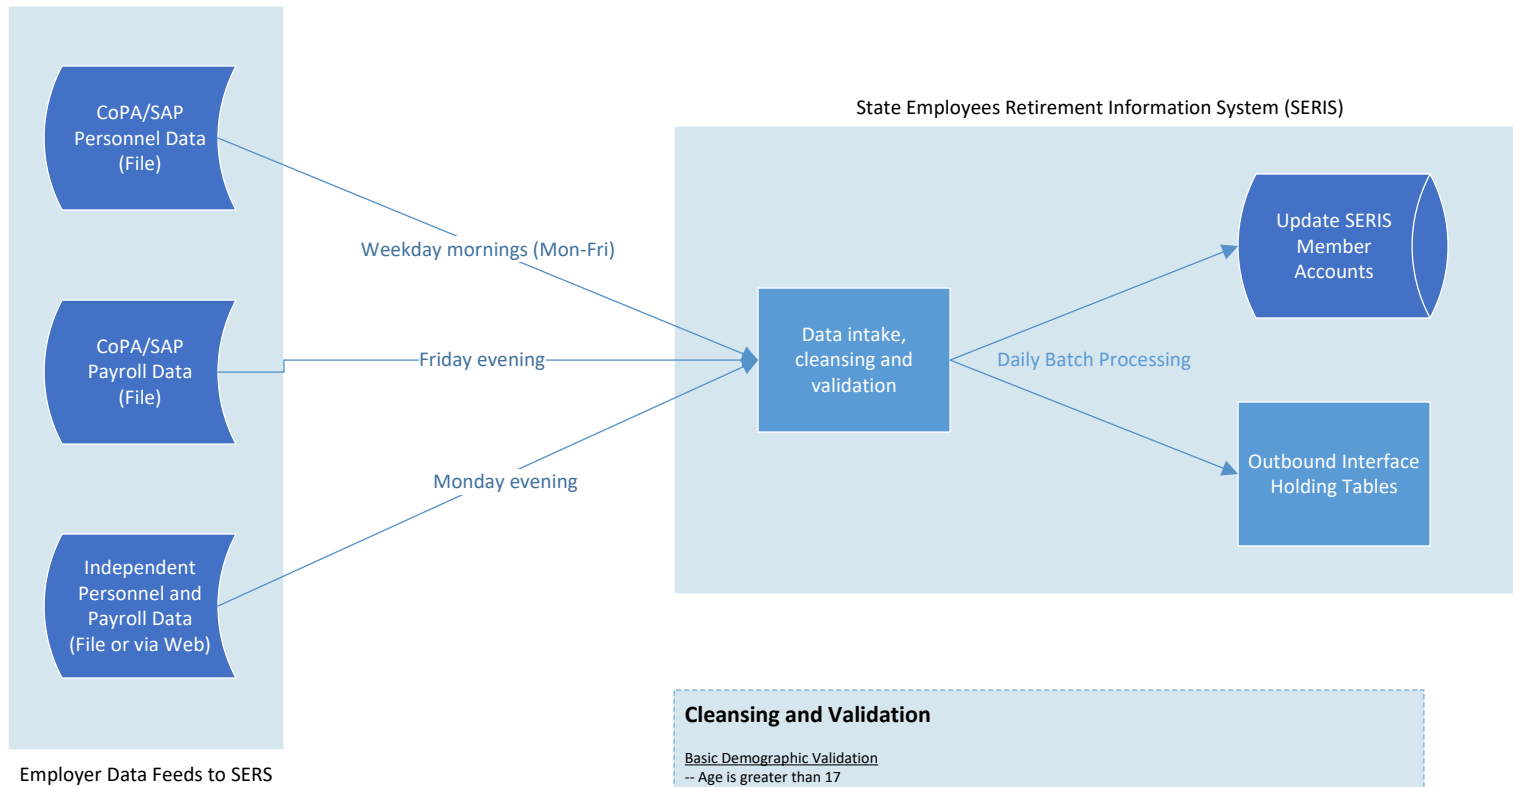 CoPA/SAP
Personnel Data
(File)
State Employees Retirement Information System (SERIS)
Update SERIS
Member
Accounts
Weekday mornings (Mon-Fri)
CoPA/SAP
Payroll Data
(File)
Friday evening
Data intake,
cleansing and
validation
Daily Batch Processing
Outbound Interface
Holding Tables
Monday evening
Independent
Personnel and
Payroll Data
(File or via Web)
Employer Data Feeds to SERS
Cleansing and Validation
Basic Demographic Validation
-- Age is greater than 17